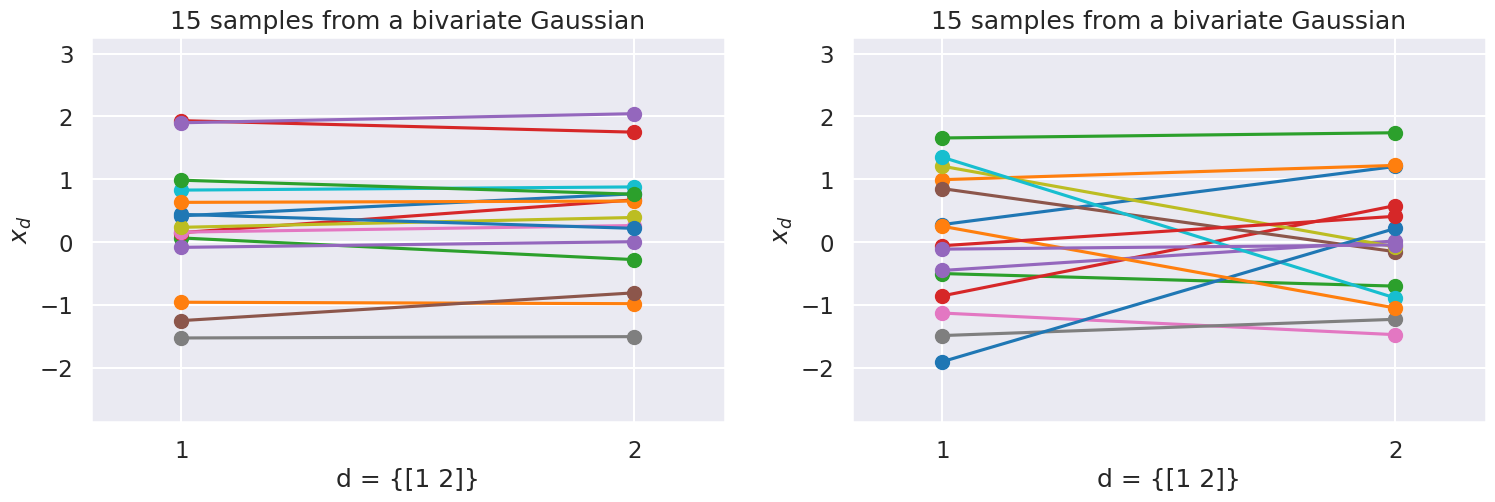 15 samples from a bivariate Gaussian
3
2
1
0
−1
−2
x_d
1
2
d = {[1 2]}
15 samples from a bivariate Gaussian
3
2
1
0
−1
−2
x_d
1
2
d = {[1 2]}